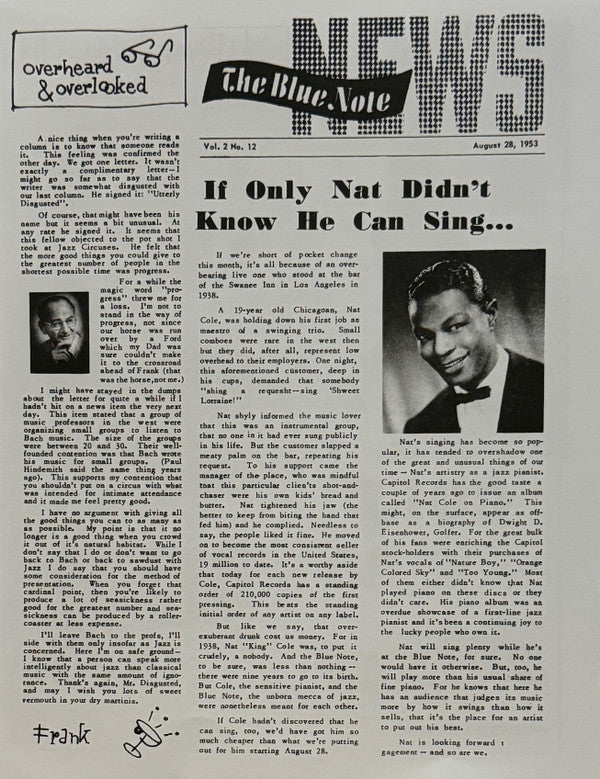 overheard
& overlooked
NEWS
The Blue Note
Vol. 2 No. 12
August 28, 1953
A nice thing when you're writing a
column is to know that someone reads
it. This feeling was confirmed the
other day. We got one letter. It wasn't
exactly a complimentary letter—I
might go so far as to say that the
writer was somewhat disgusted with
our last column. He signed it: "Utterly
Disgusted".
Of course, that might have been his
name but it seems a bit unusual. At
any rate he signed it. It seems that
this fellow objected to the pot shot I
took at Jazz Circuses. He felt that
the more good things you could give to
the greatest number of people in the
shortest possible time was progress.
For a while the
magic word "pro-
gress" threw me for
a loss. I'm not to
stand in the way of
progress, not since
our horse was run
over by a Ford
which my Dad was
sure couldn't make
it to the crossroad
ahead of Frank (that
was the horse,not me.)
I might have stayed in the dumps
about the letter for quite a while if I
hadn't hit on a news item the very next
day. This item stated that a group of
music professors in the west were
organizing small groups to listen to
Bach music. The size of the groups
were between 20 and 30. Their well-
founded contention was that Bach wrote
his music for small groups. (Paul
Hindemith said the same thing years
ago). This supports my contention that
you shouldn't put on a circus with what
was intended for intimate attendance
and it made me feel pretty good.
I have no argument with giving all
the good things you can to as many as
as possible. My point is that it no
longer is a good thing when you crowd
it out of it's natural habitat. While I
don't say that I do or don't want to go
back to Bach or back to sawdust with
Jazz I do say that you should have
some consideration for the method of
presentation. When you forget that
cardinal point, then you're likely to
produce a lot of seasickness rather
good for the greatest number and sea-
sickness can be produced by a roller-
coaster at less expense.
I'll leave Bach to the profs, I'll
side with them only insofar as Jazz is
concerned. Here I'm on safe ground—
I know that a person can speak more
intelligently about jazz than classical
music with the same amount of igno-
rance. Thank's again, Mr. Disgusted,
and may I wish you lots of sweet
vermouth in your dry martinis.
Frank
If Only Nat Didn't
Know He Can Sing...
If we're short of pocket change
this month, it's all because of an over-
bearing live one who stood at the bar
of the Swanee Inn in Los Angeles in
1938.
A 19-year old Chicagoan, Nat
Cole, was holding down his first job as
maestro of a swinging trio. Small
combos were rare in the west then
but they did, after all, represent low
overhead to their employers. One night,
this aforementioned customer, deep in
his cups, demanded that somebody
"shing a requesht—sing 'Shweet
Lorraine!"
Nat shyly informed the music lover
that this was an instrumental group,
that no one in it had ever sung publicly
in his life. But the customer slapped a
meaty palm on the bar, repeating his
request. To his support came the
manager of the place, who was mindful
that this particular client's shot-and-
chaser were his own kids' bread and
butter. Nat tightened his jaw (the
better to keep from biting the hand that
fed him) and he complied. Needless to
say, the people liked it fine. He moved
on to become the most consistent seller
of vocal records in the United States,
19 million to date. It's a worthy aside
that today for each new release by
Cole, Capitol Records has a standing
order of 210,000 copies of the first
pressing. This beats the standing
initial order of any artist on any label.
But like we say, that over-
exuberant drunk cost us money. For in
1938, Nat "King" Cole was, to put it
crudely, a nobody. And the Blue Note,
to be sure, was less than nothing—
there were nine years to go to its birth.
But Cole, the sensitive pianist, and the
Blue Note, the unborn mecca of jazz,
were nonetheless meant for each other.
If Cole hadn't discovered that he
can sing, too, we'd have got him so
much cheaper than what we're putting
out for him starting August 28.
Nat's singing has become so pop-
ular, it has tended to overshadow one
of the great and unusual things of our
time — Nat's artistry as a jazz pianist.
Capitol Records has the good taste a
couple of years ago to issue an album
called "Nat Cole on Piano." This
might, on the surface, appear as off-
base as a biography of Dwight D.
Eisenhower, Golfer. For the great bulk
of his fans were enriching the Capitol
stock-holders with their purchases of
Nat's vocals of "Nature Boy," "Orange
Colored Sky" and "Too Young." Most
of them either didn't know that Nat
played piano on these discs or they
didn't care. His piano album was an
overdue showcase of a first-line jazz
pianist and it's been a continuing joy to
the lucky people who own it.
Nat will sing plenty while he's
at the Blue Note, for sure. No one
would have it otherwise. But, too, he
will play more than his usual share of
fine piano. For he knows that here he
has an audience that judges its music
more by how it swings than how it
sells, that it's the place for an artist
to put out his best.
Nat is looking forward t
gagement — and so are we.